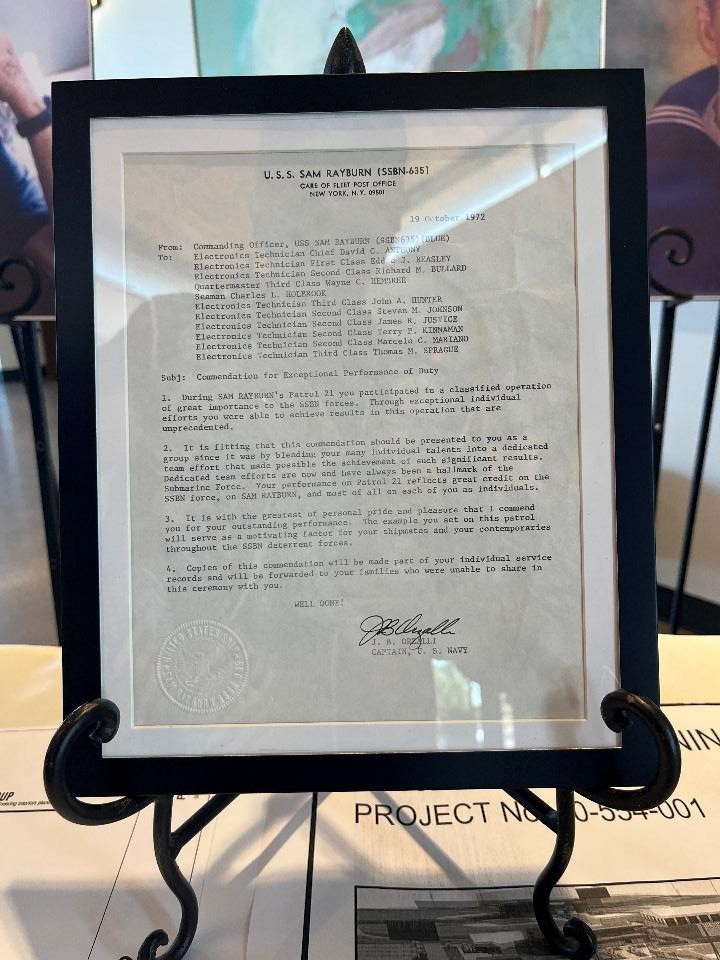 U.S.S. SAM RAYBURN (SSBN-635)
CARE OF FLEET POST OFFICE
NEW YORK, N.Y. 09501
19 October 1972
From: Commanding Officer, USS SAM RAYBURN (SSBN635)(BLUE)
To: Electronics Technician Chief David C. ANTHONY
Electronics Technician First Class Eddie J. BEASLEY
Electronics Technician Second Class Richard M. BULLARD
Quartermaster Third Class Wayne C. HEMTREE
Seaman Charles L. HOLBROOK
Electronics Technician Third Class John A. HUNTER
Electronics Technician Second Class Steven M. JOHNSON
Electronics Technician Second Class James R. JUSTICE
Electronics Technician Second Class Terry P. KINNAMAN
Electronics Technician Second Class Marcelo C. MARIANO
Electronics Technician Third Class Thomas M. SPRAGUE
Subj: Commendation for Exceptional Performance of Duty
1. During SAM RAYBURN's Patrol 21 you participated in a classified operation
of great importance to the SSBN forces. Through exceptional individual
efforts you were able to achieve results in this operation that are
unprecedented.
2. It is fitting that this commendation should be presented to you as a
group since it was by blending your many individual talents into a dedicated
team effort that made possible the achievement of such significant results.
Dedicated team efforts are now and have always been a hallmark of the
Submarine Force. Your performance on Patrol 21 reflects great credit on the
SSBN force, on SAM RAYBURN, and most of all on each of you as individuals.
3. It is with the greatest of personal pride and pleasure that I commend
you for your outstanding performance. The example you set on this patrol
will serve as a motivating factor for your shipmates and your contemporaries
throughout the SSBN deterrent forces.
4. Copies of this commendation will be made part of your individual service
records and will be forwarded to your families who were unable to share in
this ceremony with you.
WELL DONE!
J. B. ORZALLI
CAPTAIN, U. S. NAVY
UNITED STATES
PROJECT